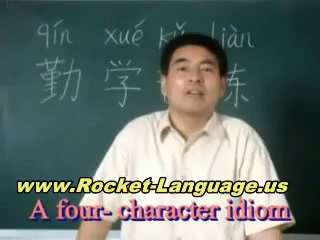 qín xué kǔ liàn
勤 学 练
www.Rocket-Language.us
A four- character idiom